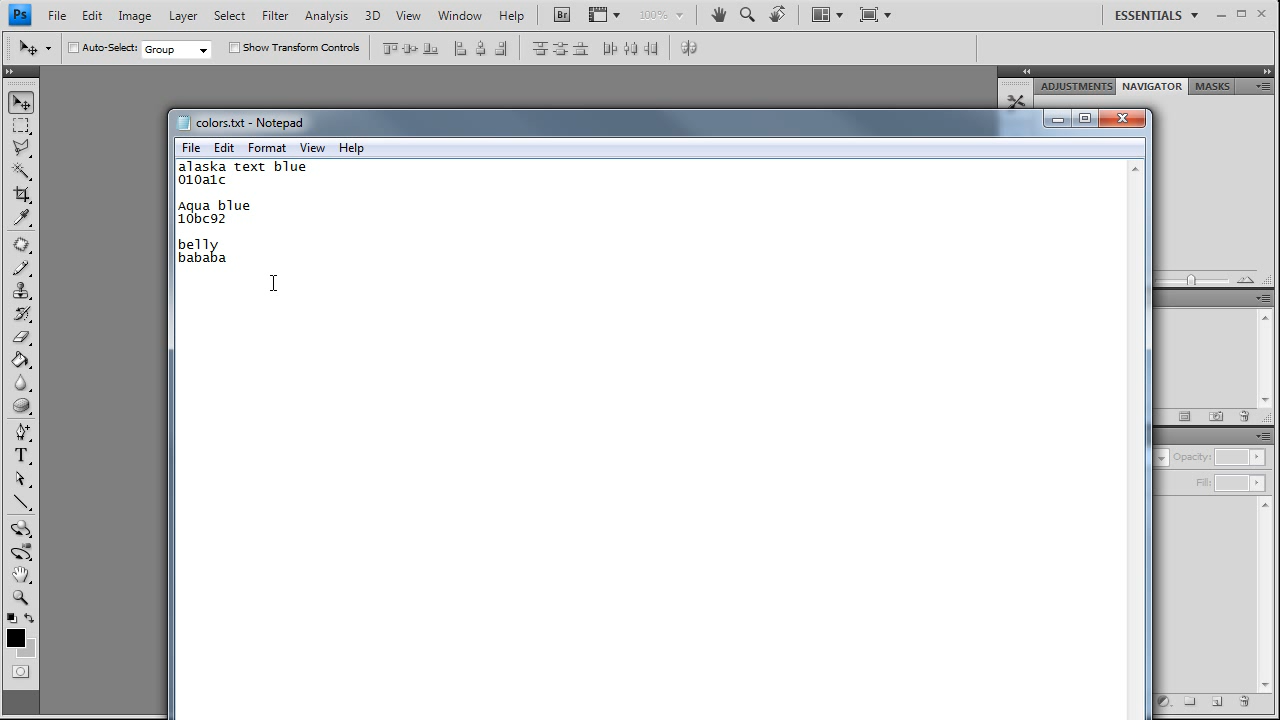 Ps File Edit Image Layer Select Filter Analysis 3D View Window Help Br 100% ESSENTIALS
Auto-Select: Group Show Transform Controls
ADJUSTMENTS NAVIGATOR MASKS
colors.txt - Notepad
File Edit Format View Help
alaska text blue
010a1c
Aqua blue
10bc92
belly
bababa
Opacity:
Fill:
T